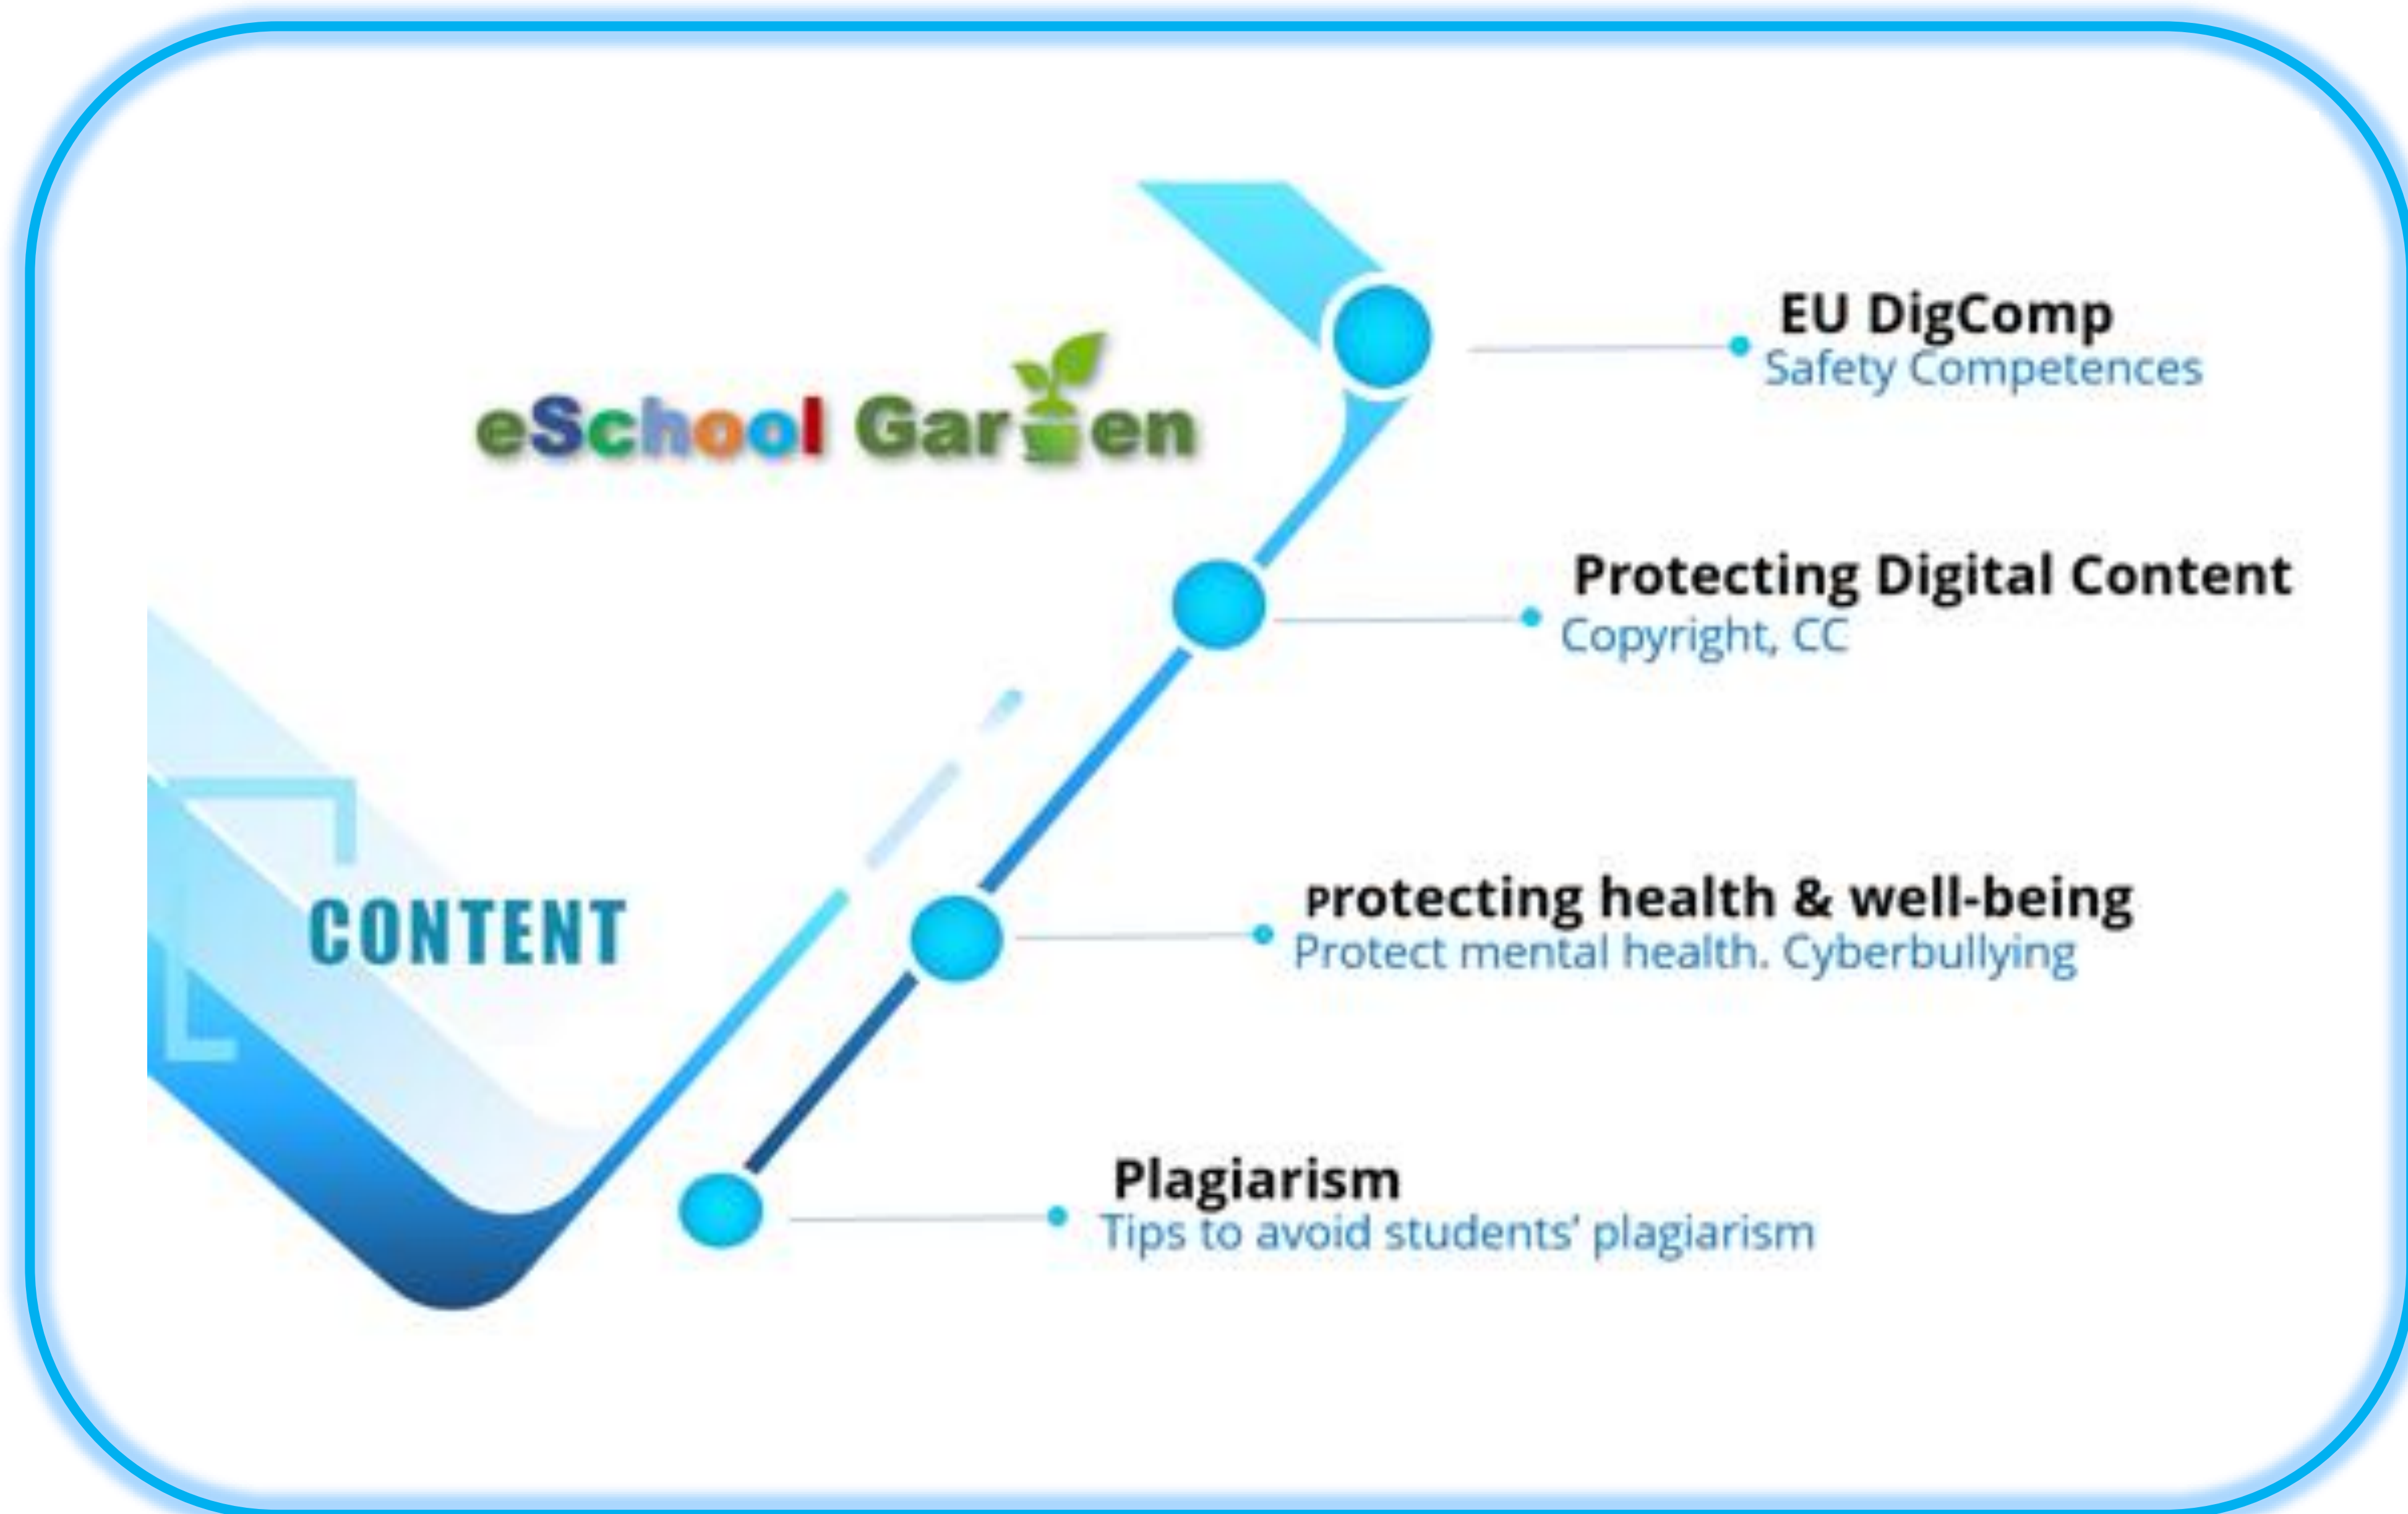 eSchool Garden
EU DigComp
Safety Competences
Protecting Digital Content
Copyright, CC
CONTENT
Protecting health & well-being
Protect mental health. Cyberbullying
Plagiarism
Tips to avoid students' plagiarism